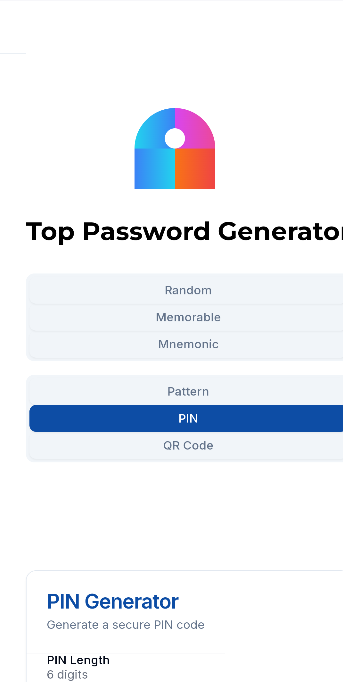 Top Password Generator
Random
Memorable
Mnemonic
Pattern
PIN
QR Code
PIN Generator
Generate a secure PIN code
PIN Length
6 digits